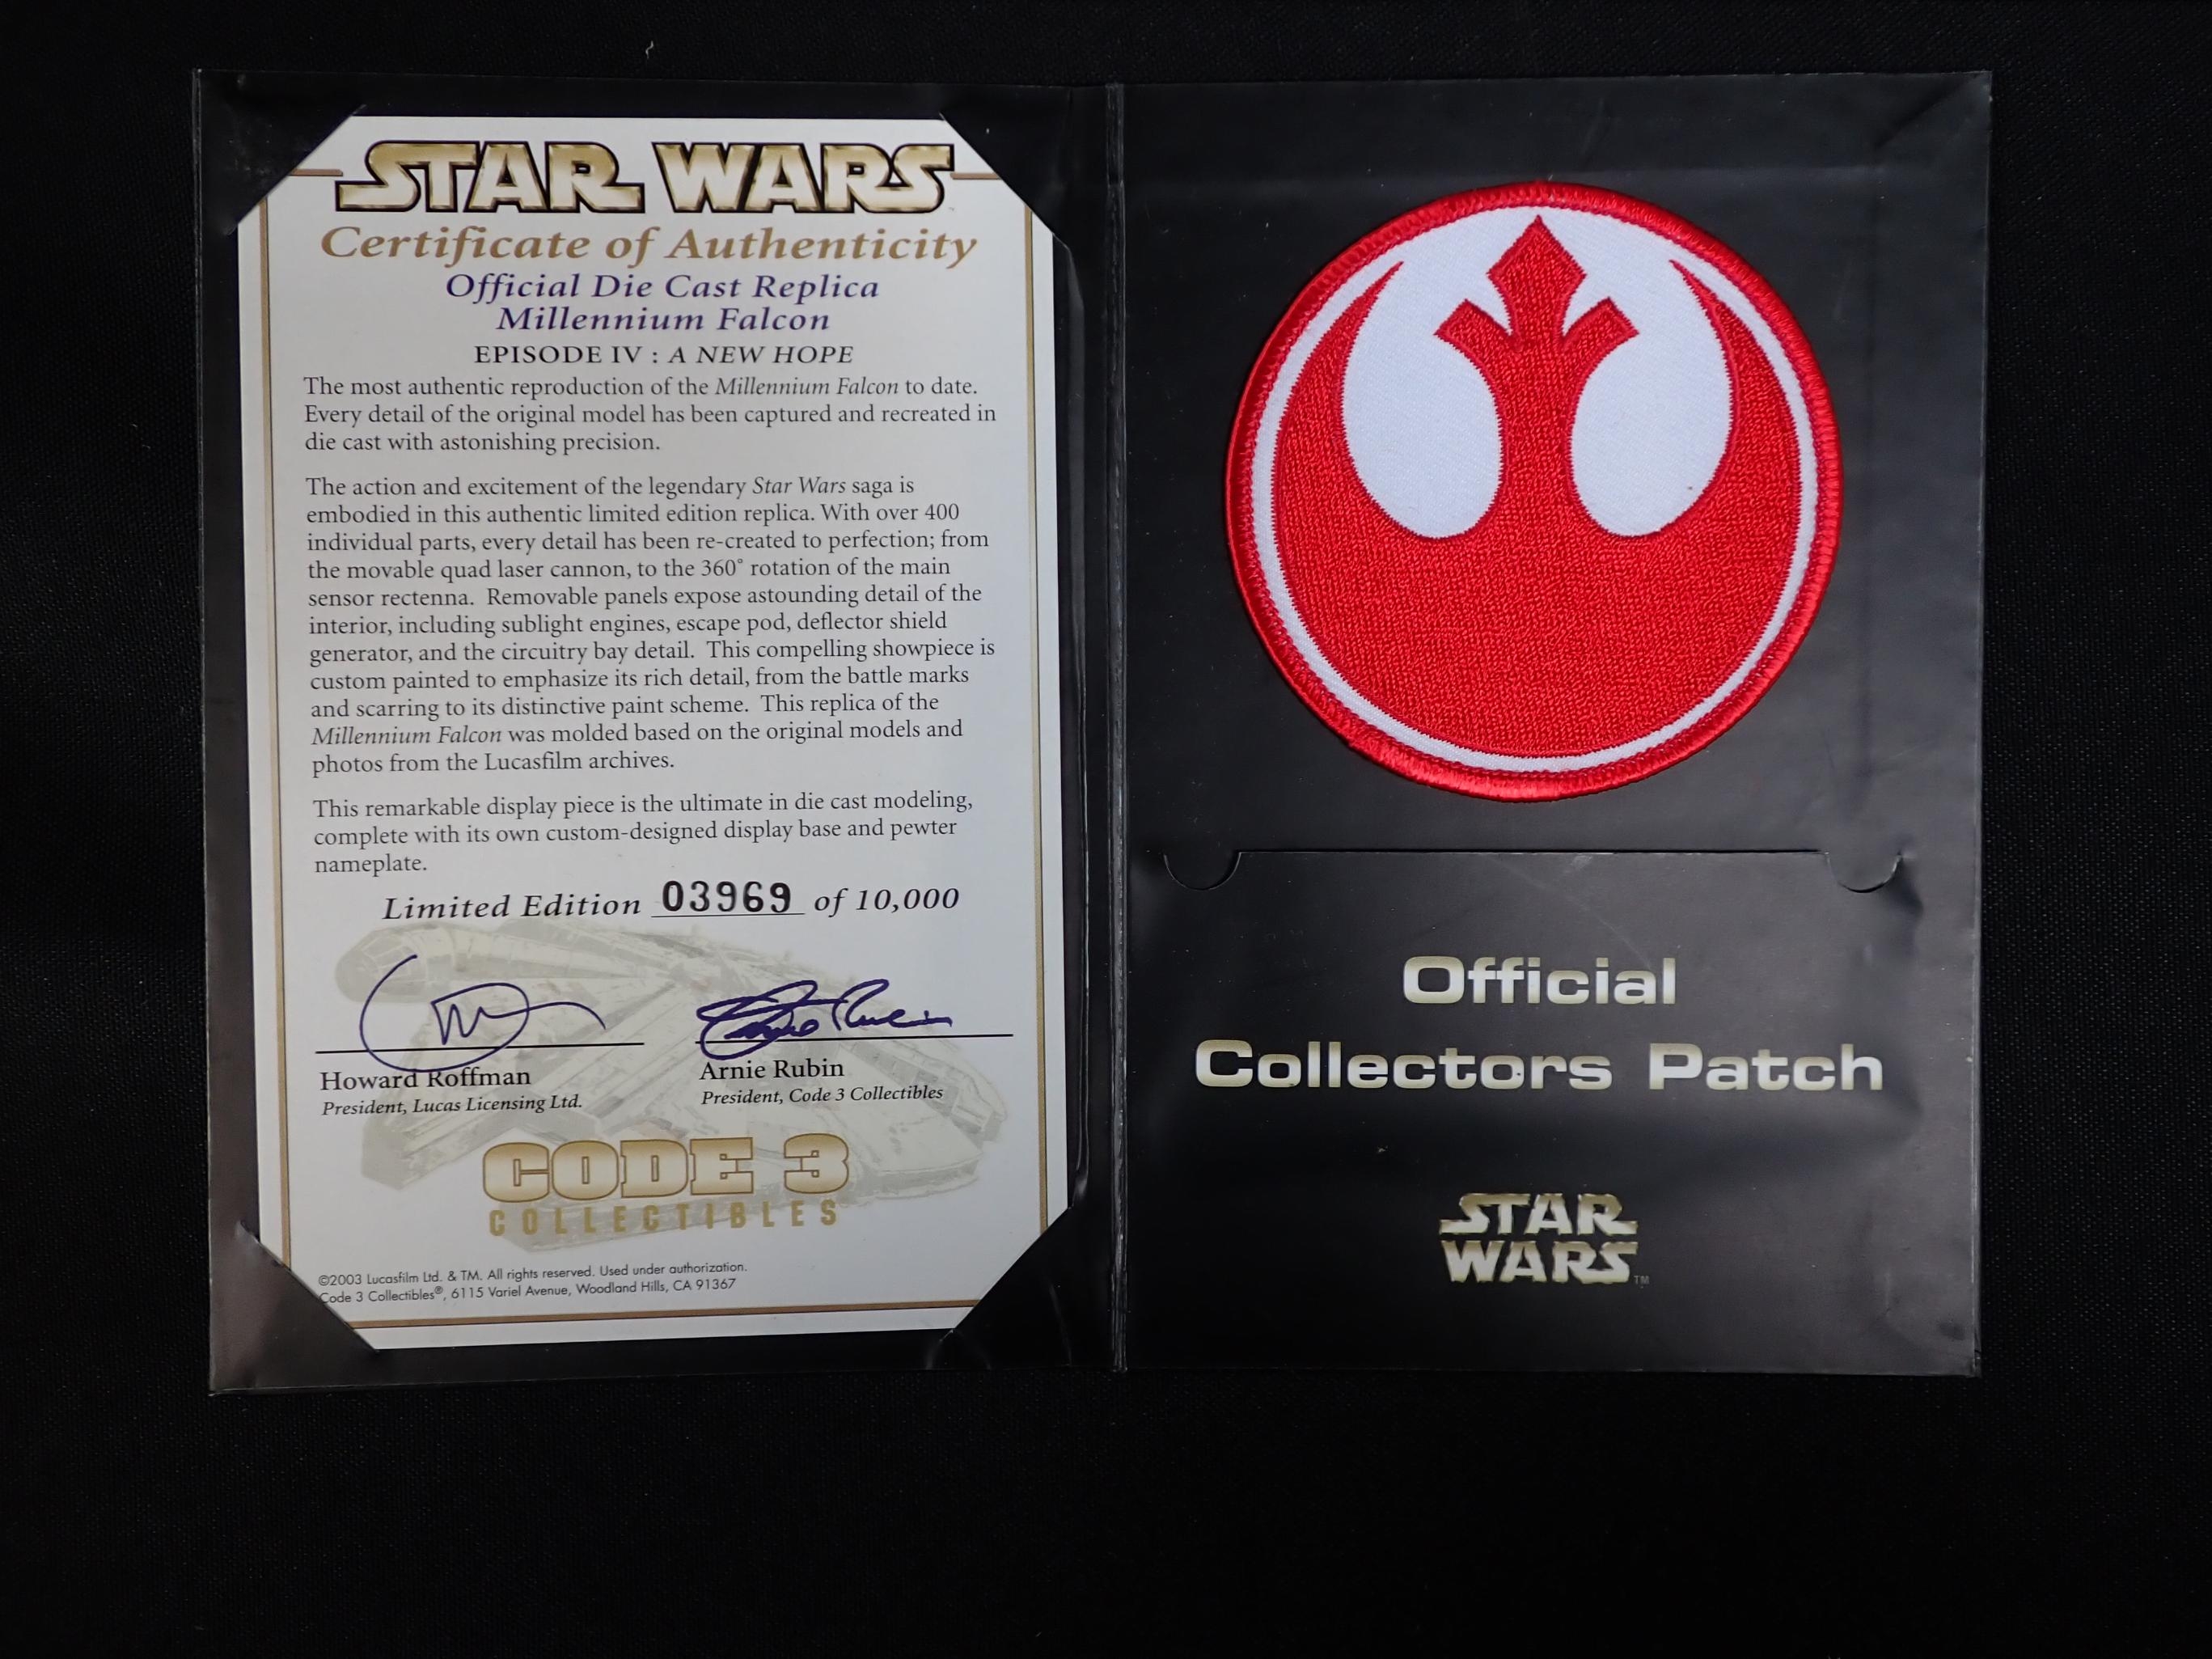 STAR WARS
Certificate of Authenticity
Official Die Cast Replica
Millennium Falcon
EPISODE IV : A NEW HOPE
The most authentic reproduction of the Millennium Falcon to date.
Every detail of the original model has been captured and recreated in
die cast with astonishing precision.
The action and excitement of the legendary Star Wars saga is
embodied in this authentic limited edition replica. With over 400
individual parts, every detail has been re-created to perfection; from
the movable quad laser cannon, to the 360° rotation of the main
sensor rectenna. Removable panels expose astounding detail of the
interior, including sublight engines, escape pod, deflector shield
generator, and the circuitry bay detail. This compelling showpiece is
custom painted to emphasize its rich detail, from the battle marks
and scarring to its distinctive paint scheme. This replica of the
Millennium Falcon was molded based on the original models and
photos from the Lucasfilm archives.
This remarkable display piece is the ultimate in die cast modeling,
complete with its own custom-designed display base and pewter
nameplate.
Limited Edition 03969 of 10,000
Howard Roffman
President, Lucas Licensing Ltd.
Arnie Rubin
President, Code 3 Collectibles
CODE 3
COLLECTIBLES
©2003 Lucasfilm Ltd. & TM. All rights reserved. Used under authorization.
Code 3 Collectibles®, 6115 Variel Avenue, Woodland Hills, CA 91367
Official
Collectors Patch
STAR
WARS
TM